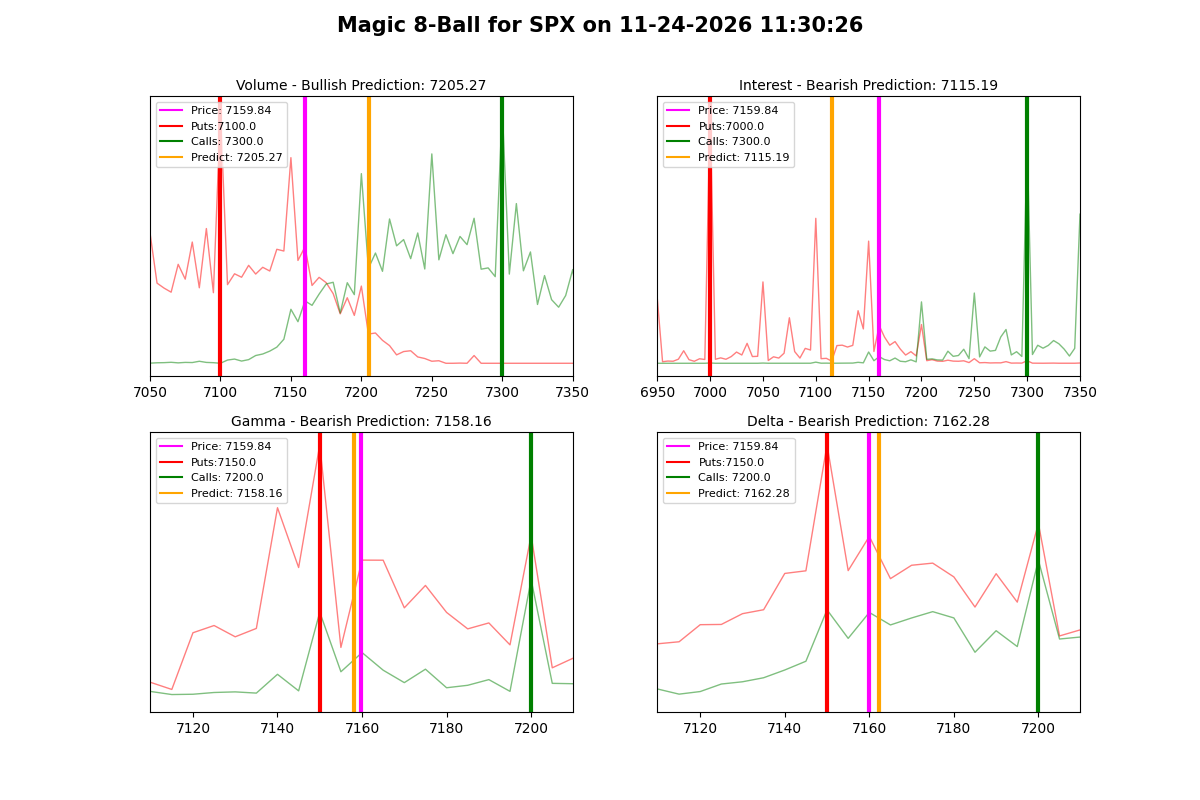 Magic 8-Ball for SPX on 11-24-2026 11:30:26
Volume - Bullish Prediction: 7205.27
Price: 7159.84
Puts:7100.0
Calls: 7300.0
Predict: 7205.27
7050 7100 7150 7200 7250 7300 7350
Interest - Bearish Prediction: 7115.19
Price: 7159.84
Puts:7000.0
Calls: 7300.0
Predict: 7115.19
6950 7000 7050 7100 7150 7200 7250 7300 7350
Gamma - Bearish Prediction: 7158.16
Price: 7159.84
Puts:7150.0
Calls: 7200.0
Predict: 7158.16
7120 7140 7160 7180 7200
Delta - Bearish Prediction: 7162.28
Price: 7159.84
Puts:7150.0
Calls: 7200.0
Predict: 7162.28
7120 7140 7160 7180 7200